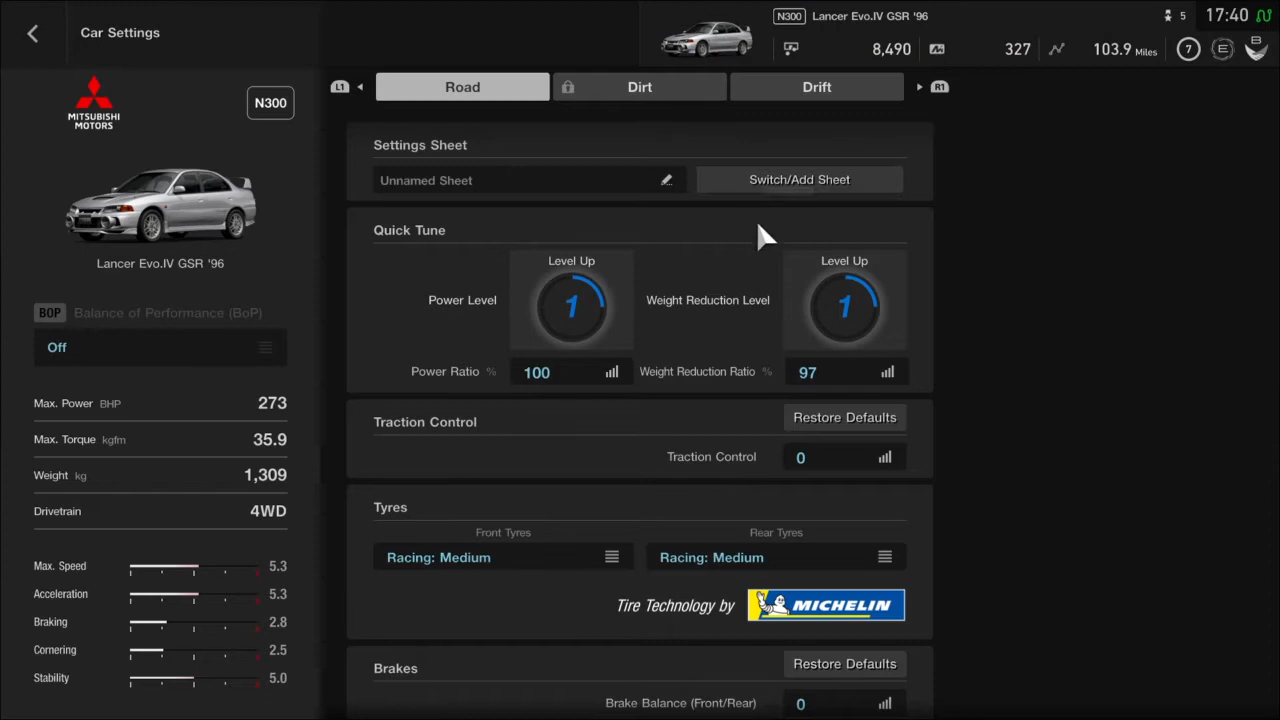 Car Settings
N300 Lancer Evo.IV GSR '96
5
17:40
8,490
327
103.9 Miles
7
E
B
MITSUBISHI
MOTORS
N300
Lancer Evo.IV GSR '96
BOP Balance of Performance (BoP)
Off
Max. Power BHP 273
Max. Torque kgfm 35.9
Weight kg 1,309
Drivetrain 4WD
Max. Speed 5.3
Acceleration 5.3
Braking 2.8
Cornering 2.5
Stability 5.0
L1 Road Dirt Drift R1
Settings Sheet
Unnamed Sheet Switch/Add Sheet
Quick Tune
Level Up Level Up
Power Level 1 Weight Reduction Level 1
Power Ratio % 100 Weight Reduction Ratio % 97
Traction Control Restore Defaults
Traction Control 0
Tyres
Front Tyres Rear Tyres
Racing: Medium Racing: Medium
Tire Technology by MICHELIN
Brakes Restore Defaults
Brake Balance (Front/Rear) 0